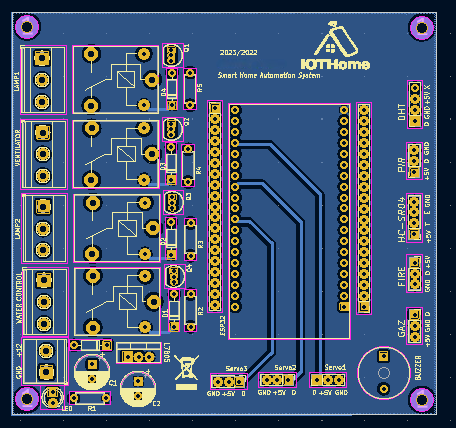 2023/2022
IOTHome
Smart Home Automation System
LAMP1
Q1
D4
R5
VENTILATOR
Q2
D3
R4
LAMP2
Q3
D2
R3
WATER CONTROL
Q4
D1
R2
ESP32
DHT
D GND +5V X
PIR
+5V D GND
HC-SR04
+5V T E GND
FIRE
GND D +5V
GAZ
+5V GND D
BUZZER
+12
GND
L7805
C1
C2
LED
R1
Servo3
Servo2
Servo1
GND +5V D
GND +5V D
D +5V GND